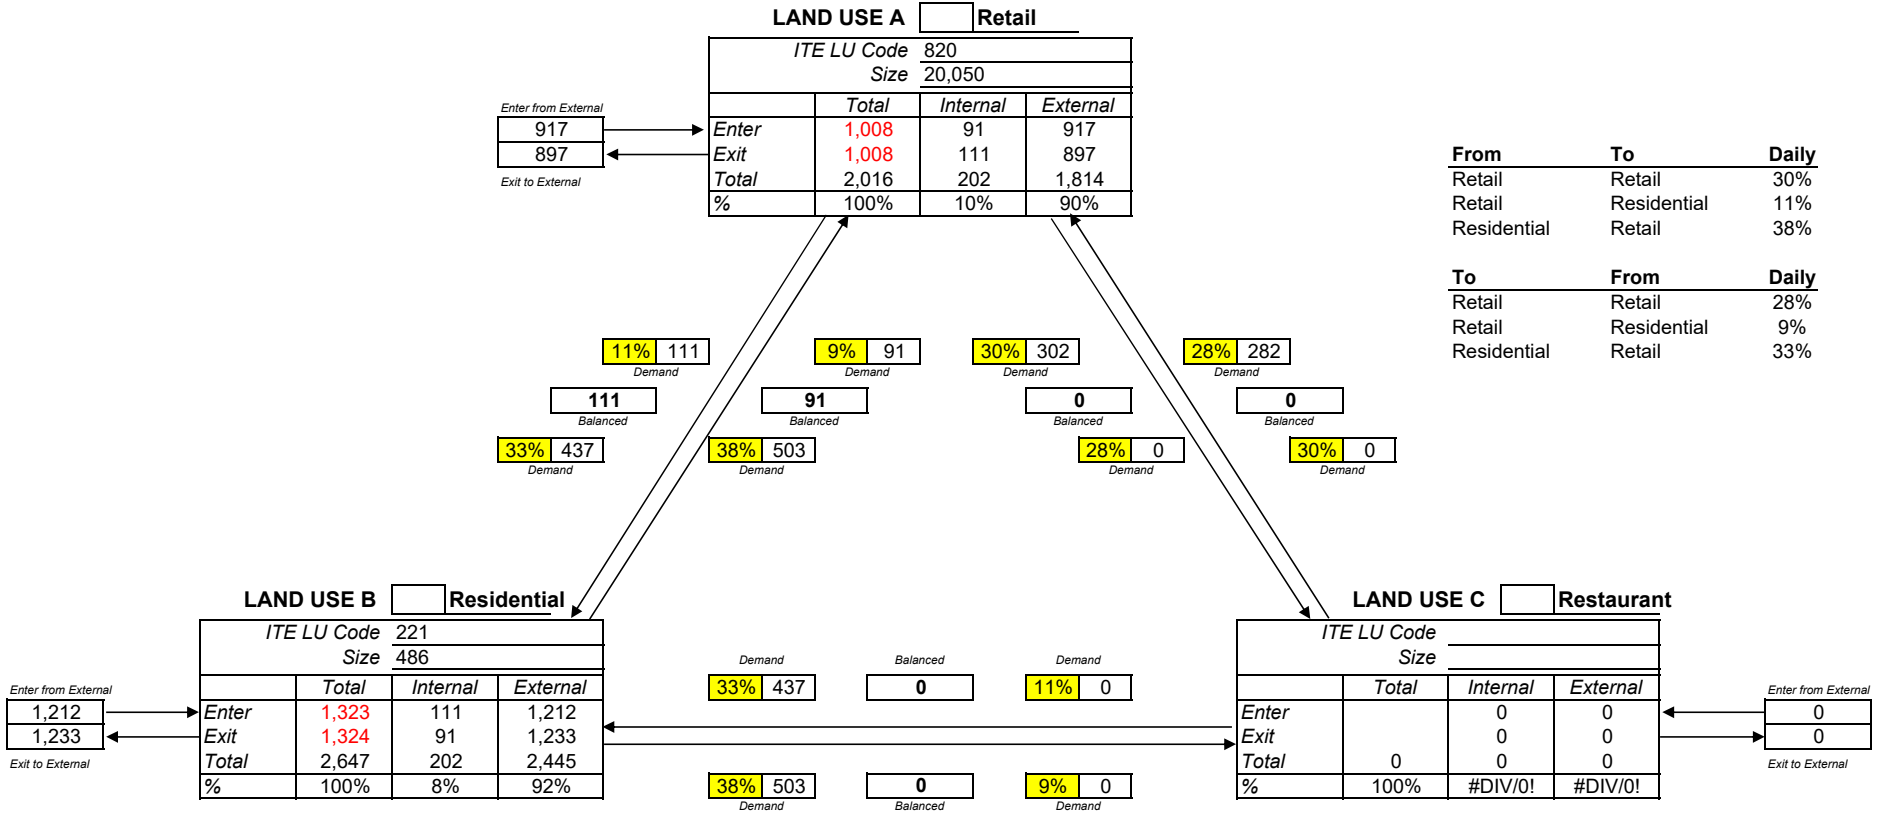 LAND USE A Retail
ITE LU Code 820
Size 20,050
Total Internal External
Enter 1,008 91 917
Exit 1,008 111 897
Total 2,016 202 1,814
% 100% 10% 90%
Enter from External
917
897
Exit to External
From To Daily
Retail Retail 30%
Retail Residential 11%
Residential Retail 38%
To From Daily
Retail Retail 28%
Retail Residential 9%
Residential Retail 33%
11% 111 9% 91 30% 302 28% 282
Demand Demand Demand Demand
111 91 0 0
Balanced Balanced Balanced Balanced
33% 437 38% 503 28% 0 30% 0
Demand Demand Demand Demand
LAND USE B Residential
ITE LU Code 221
Size 486
Total Internal External
Enter 1,323 111 1,212
Exit 1,324 91 1,233
Total 2,647 202 2,445
% 100% 8% 92%
Enter from External
1,212
1,233
Exit to External
Demand Balanced Demand
33% 437 0 11% 0
38% 503 0 9% 0
Demand Balanced Demand
LAND USE C Restaurant
ITE LU Code
Size
Total Internal External
Enter 0 0
Exit 0 0
Total 0 0 0
% 100% #DIV/0! #DIV/0!
Enter from External
0
0
Exit to External